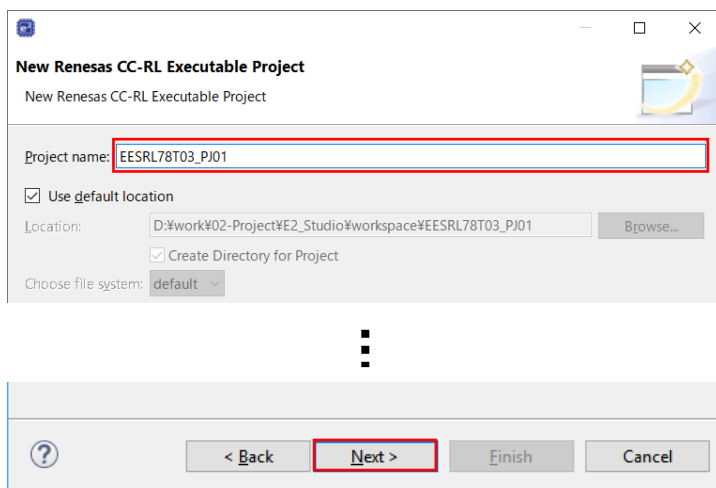 New Renesas CC-RL Executable Project
New Renesas CC-RL Executable Project
Project name: EESRL78T03_PJ01
Use default location
Location: D:¥work¥02-Project¥E2_Studio¥workspace¥EESRL78T03_PJ01 Browse...
Create Directory for Project
Choose file system: default
? < Back Next > Finish Cancel